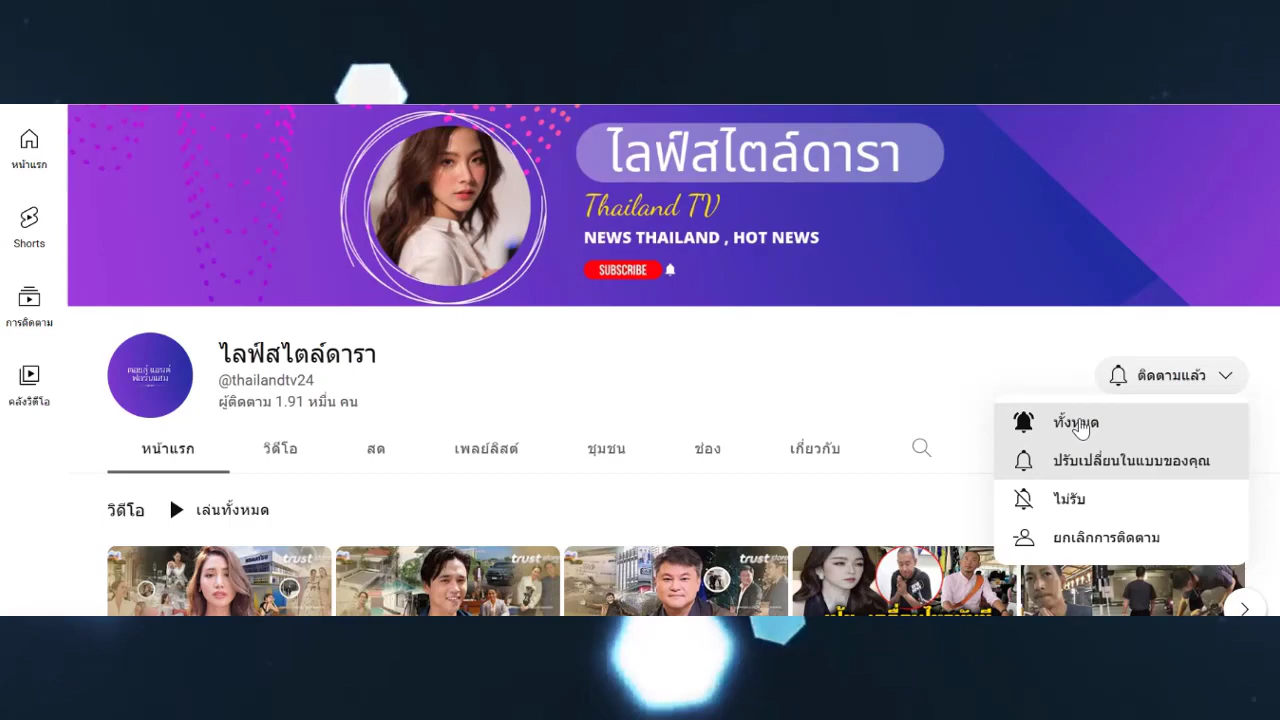 ไลฟ์สไตล์ดารา
Thailand TV
NEWS THAILAND , HOT NEWS
SUBSCRIBE
หน้าแรก
Shorts
การติดตาม
คลังวิดีโอ
ไลฟ์สไตล์ดารา
@thailandtv24
ผู้ติดตาม 1.91 หมื่น คน
ติดตามแล้ว
ทั้งหมด
ปรับเปลี่ยนในแบบของคุณ
ไม่รับ
ยกเลิกการติดตาม
หน้าแรก
วิดีโอ
สด
เพลย์ลิสต์
ชุมชน
ช่อง
เกี่ยวกับ
วิดีโอ
เล่นทั้งหมด
trust
trust
trust